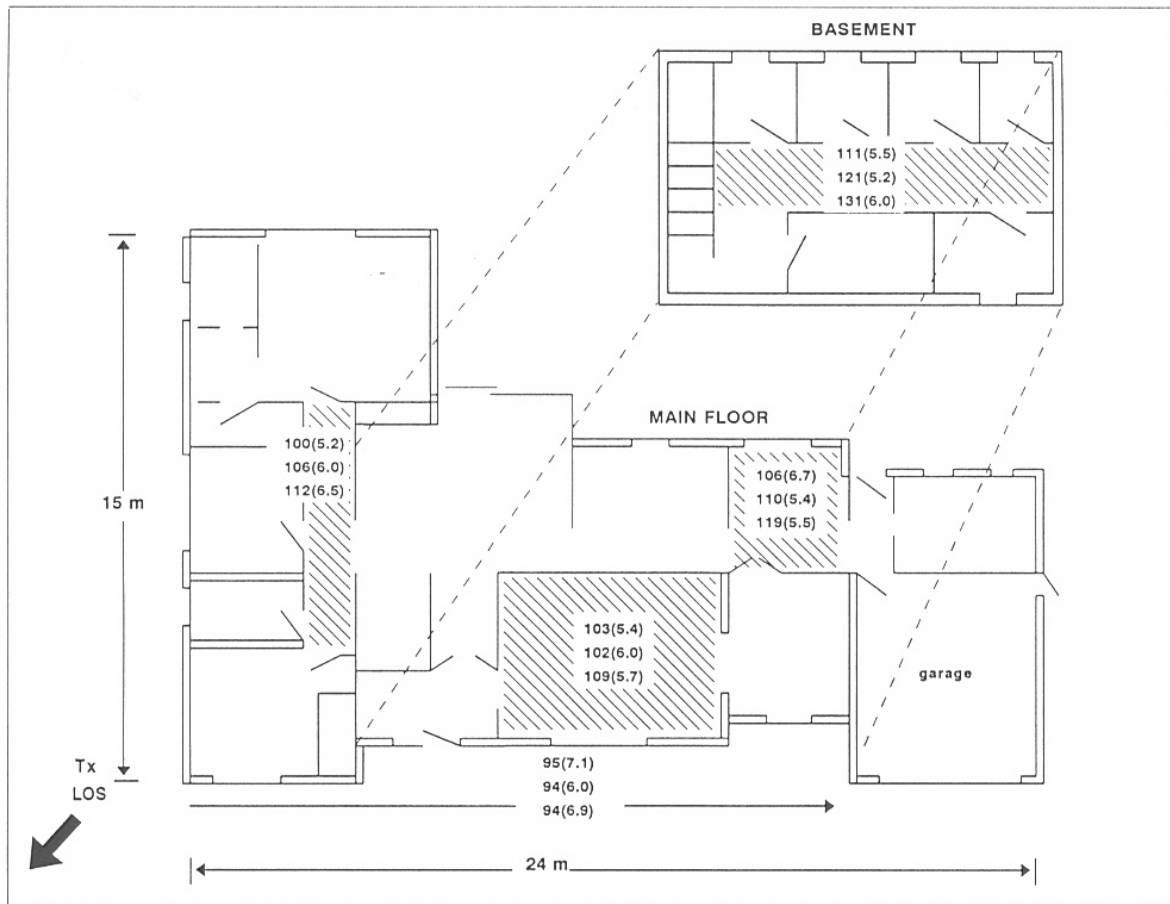 BASEMENT
111(5.5)
121(5.2)
131(6.0)
MAIN FLOOR
100(5.2)
106(6.0)
112(6.5)
106(6.7)
110(5.4)
119(5.5)
15 m
103(5.4)
102(6.0)
109(5.7)
garage
95(7.1)
94(6.0)
94(6.9)
Tx
LOS
24 m